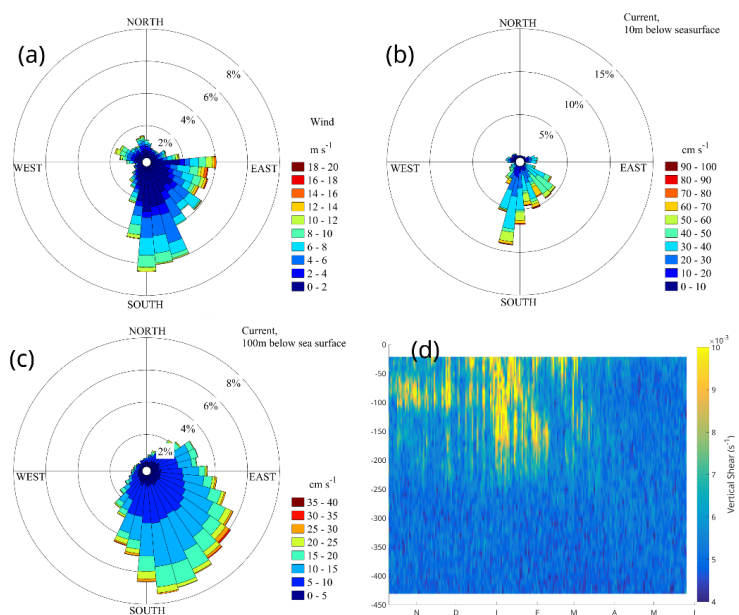 (a)
NORTH
8%
6%
4%
2%
WEST
EAST
SOUTH
Wind
m s⁻¹
18 - 20
16 - 18
14 - 16
12 - 14
10 - 12
8 - 10
6 - 8
4 - 6
2 - 4
0 - 2
(b)
NORTH
Current,
10m below seasurface
15%
10%
5%
WEST
EAST
SOUTH
cm s⁻¹
90 - 100
80 - 90
70 - 80
60 - 70
50 - 60
40 - 50
30 - 40
20 - 30
10 - 20
0 - 10
(c)
NORTH
Current,
100m below sea surface
8%
6%
4%
2%
WEST
EAST
SOUTH
cm s⁻¹
35 - 40
30 - 35
25 - 30
20 - 25
15 - 20
10 - 15
5 - 10
0 - 5
(d)
0
-50
-100
-150
-200
-250
-300
-350
-400
-450
N D J F M A M J
×10⁻³
10
9
8
7
6
5
4
Vertical Shear (s⁻¹)